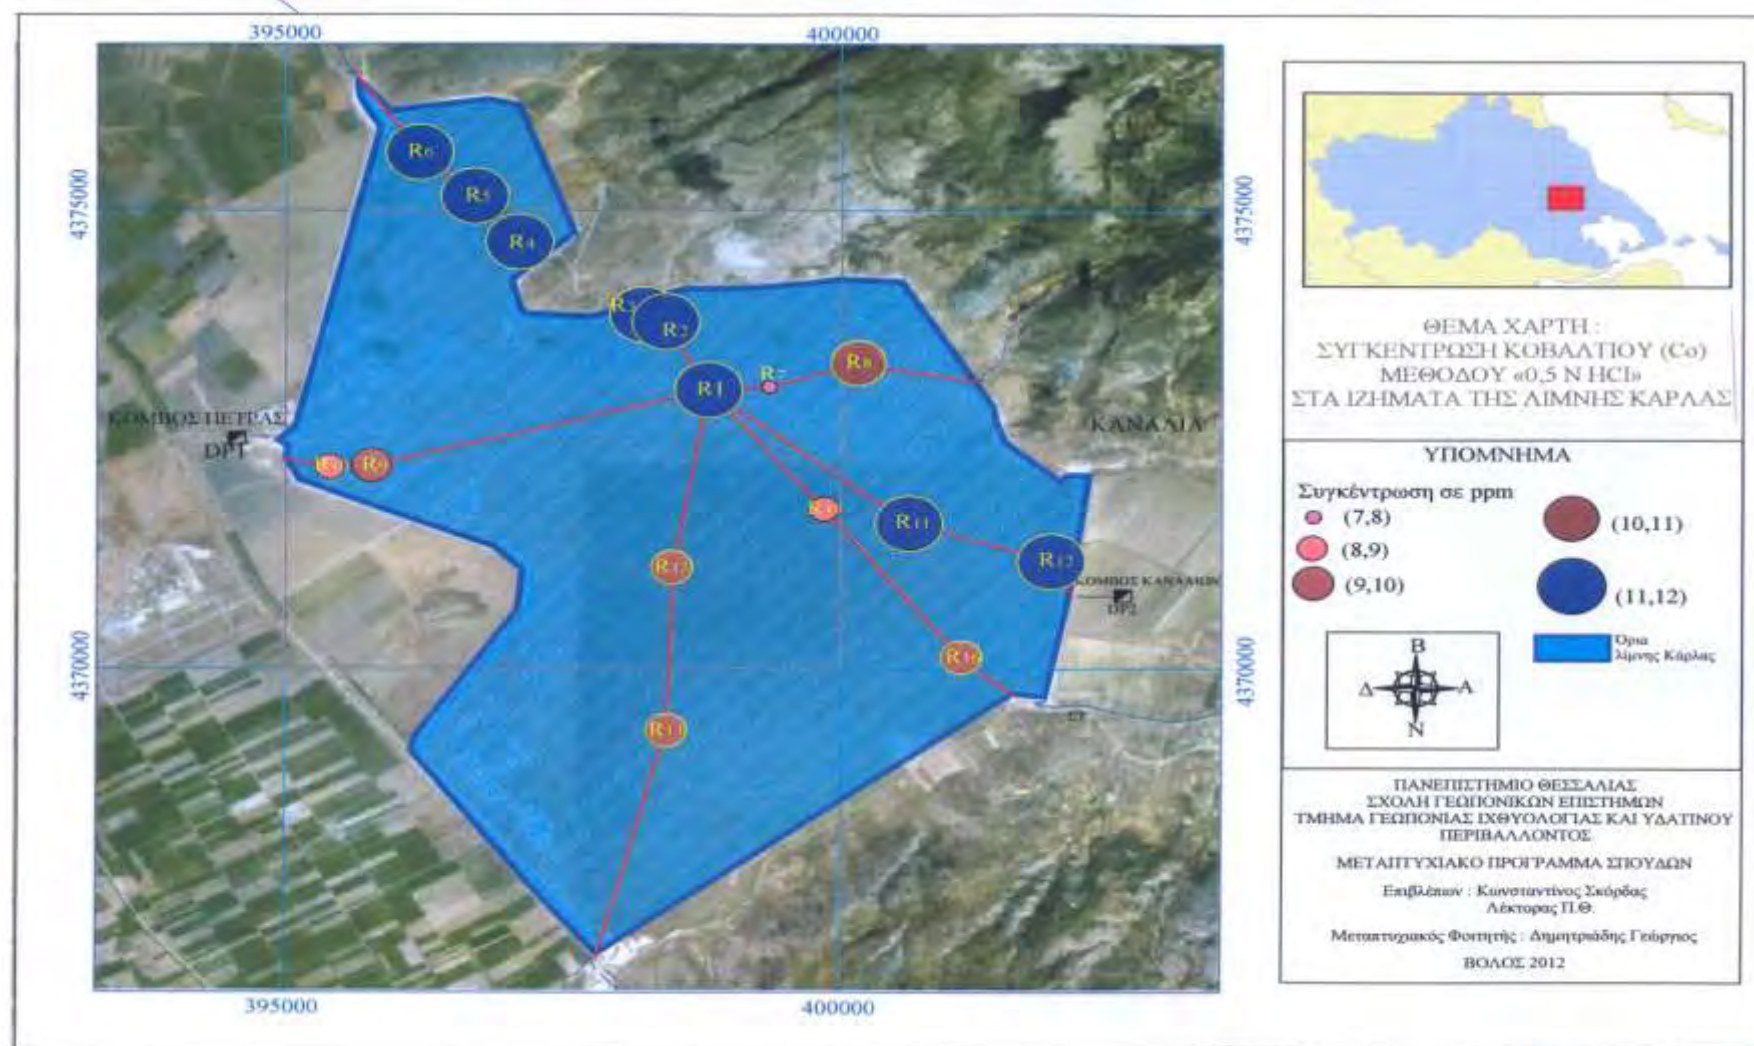 395000
400000
4375000
4375000
4370000
4370000
395000
400000
R6
R5
R4
R3
R2
R1
R7
R8
R9
R11
R12
R16
ΚΟΜΒΟΣ ΠΕΤΡΑΣ
DP1
ΚΑΝΑΛΙΑ
ΚΟΜΒΟΣ ΚΑΝΑΛΙΩΝ
DP2
ΘΕΜΑ ΧΑΡΤΗ :
ΣΥΓΚΕΝΤΡΩΣΗ ΚΟΒΑΛΤΙΟΥ (Co)
ΜΕΘΟΔΟΥ «0,5 N HCl»
ΣΤΑ ΙΖΗΜΑΤΑ ΤΗΣ ΛΙΜΝΗΣ ΚΑΡΛΑΣ
ΥΠΟΜΝΗΜΑ
Συγκέντρωση σε ppm
(7,8)
(8,9)
(9,10)
(10,11)
(11,12)
Όρια
λίμνης Κάρλας
Β
Δ
Α
Ν
ΠΑΝΕΠΙΣΤΗΜΙΟ ΘΕΣΣΑΛΙΑΣ
ΣΧΟΛΗ ΓΕΩΠΟΝΙΚΩΝ ΕΠΙΣΤΗΜΩΝ
ΤΜΗΜΑ ΓΕΩΠΟΝΙΑΣ ΙΧΘΥΟΛΟΓΙΑΣ ΚΑΙ ΥΔΑΤΙΝΟΥ
ΠΕΡΙΒΑΛΛΟΝΤΟΣ
ΜΕΤΑΠΤΥΧΙΑΚΟ ΠΡΟΓΡΑΜΜΑ ΣΠΟΥΔΩΝ
Επιβλέπων : Κωνσταντίνος Σκόρδας
Λέκτορας Π.Θ.
Μεταπτυχιακός Φοιτητής : Δημητριάδης Γεώργιος
ΒΟΛΟΣ 2012